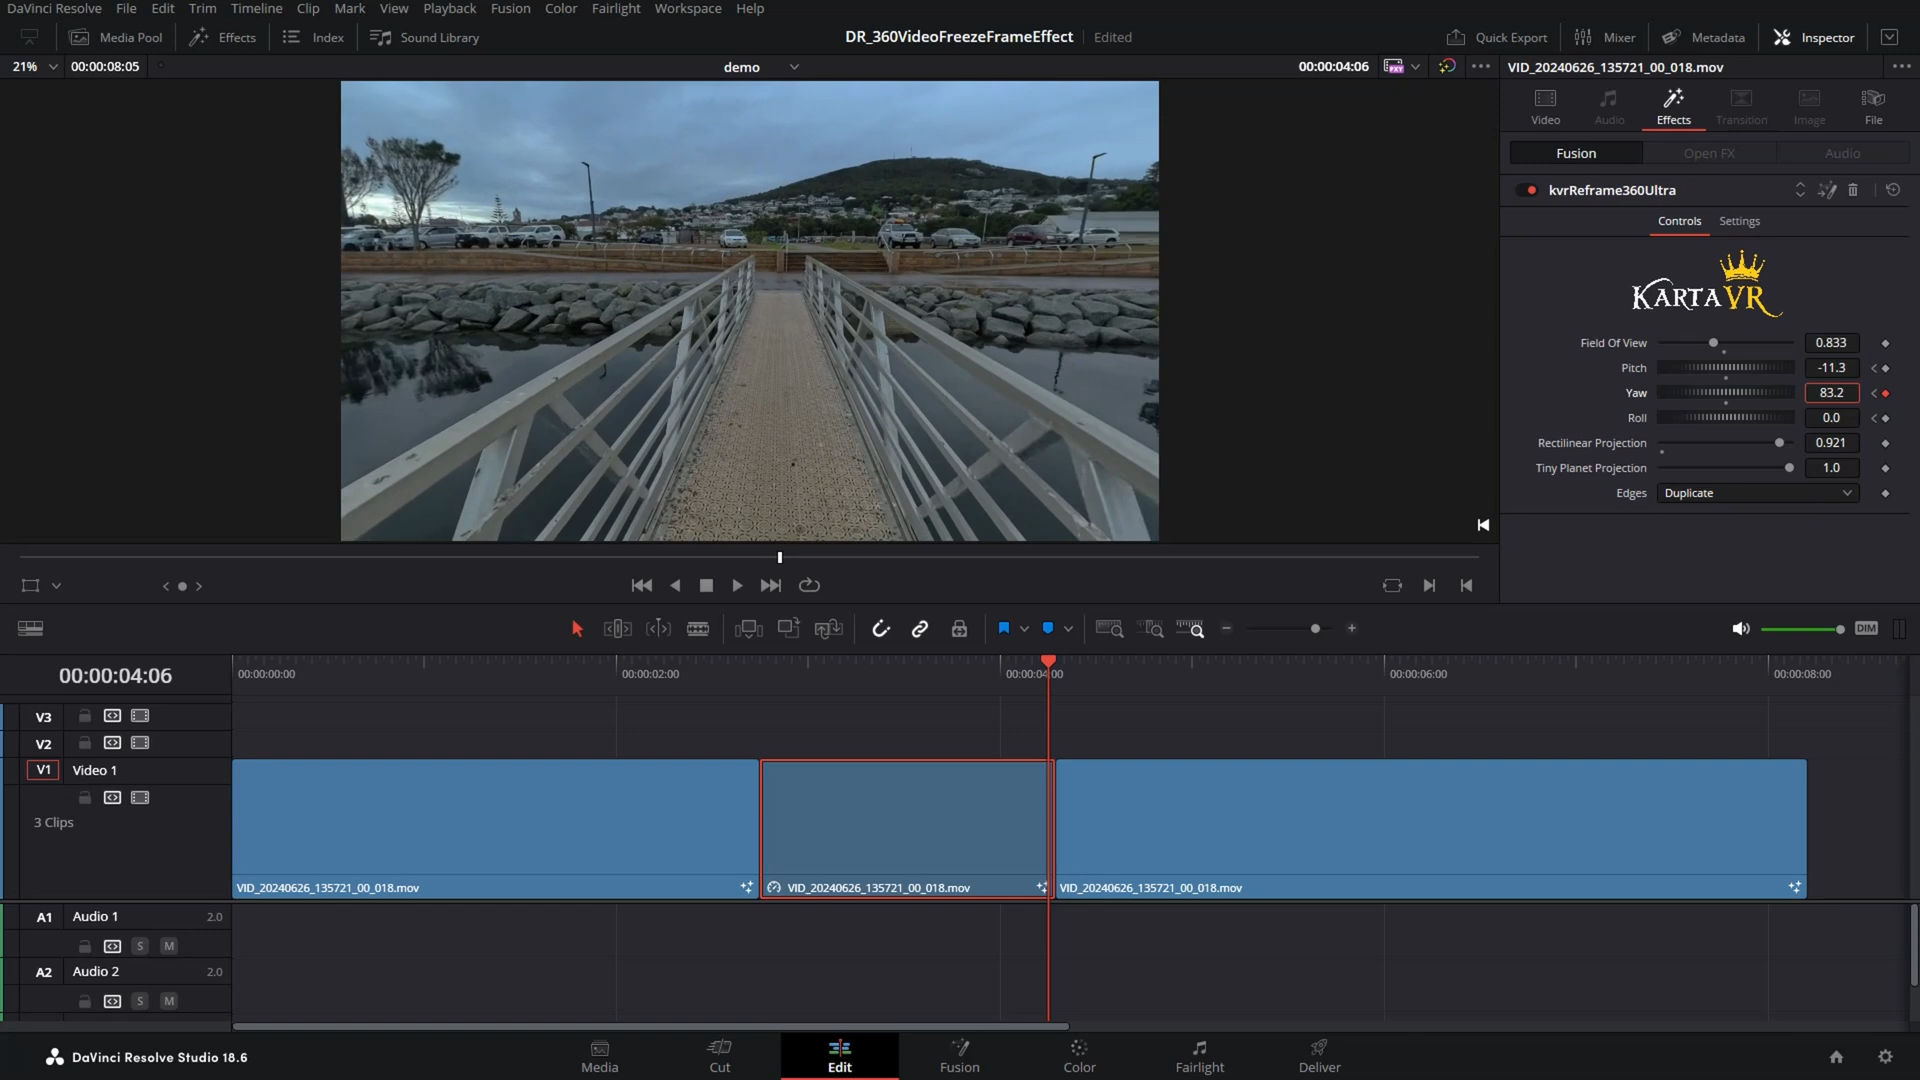 DaVinci Resolve File Edit Trim Timeline Clip Mark View Playback Fusion Color Fairlight Workspace Help
Media Pool Effects Index Sound Library DR_360VideoFreezeFrameEffect Edited Quick Export Mixer Metadata Inspector
21% 00:00:08:05 demo 00:00:04:06 PXY VID_20240626_135721_00_018.mov
Video Audio Effects Transition Image File
Fusion Open FX Audio
kvrReframe360Ultra
Controls Settings
KARTAVR
Field Of View 0.833
Pitch -11.3
Yaw 83.2
Roll 0.0
Rectilinear Projection 0.921
Tiny Planet Projection 1.0
Edges Duplicate
DIM
00:00:04:06 00:00:00:00 00:00:02:00 00:00:04:00 00:00:06:00 00:00:08:00
V3
V2
V1 Video 1
3 Clips
VID_20240626_135721_00_018.mov VID_20240626_135721_00_018.mov VID_20240626_135721_00_018.mov
A1 Audio 1 2.0
S M
A2 Audio 2 2.0
S M
DaVinci Resolve Studio 18.6 Media Cut Edit Fusion Color Fairlight Deliver